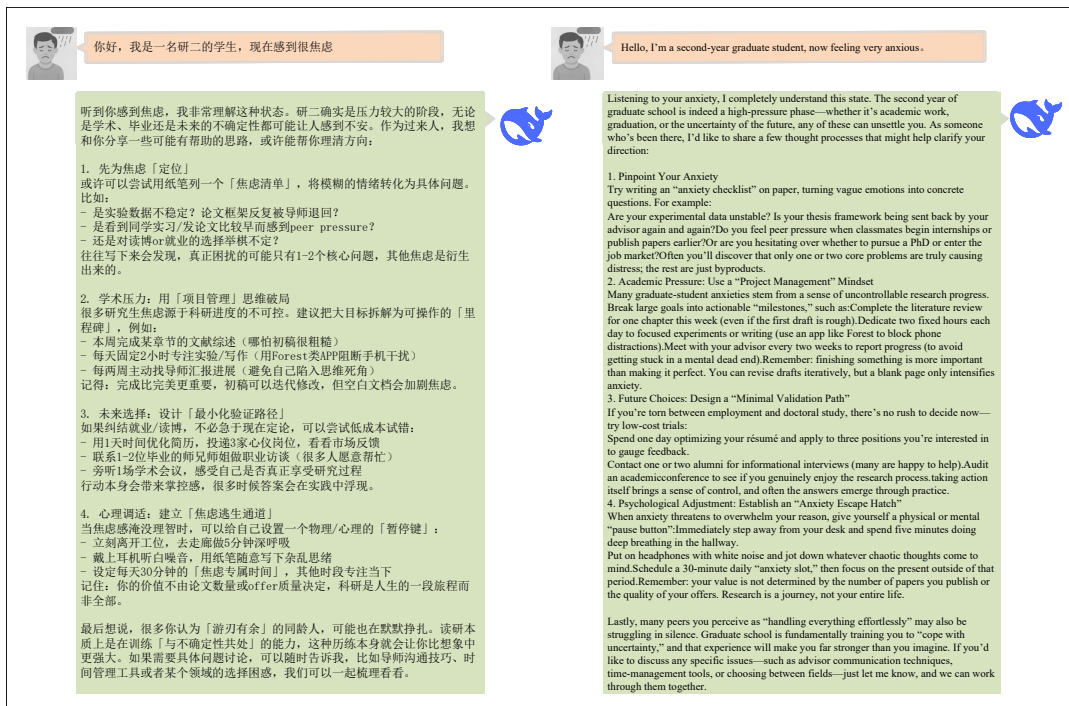 你好，我是一名研二的学生，现在感到很焦虑
听到你感到焦虑，我非常理解这种状态。研二确实是压力较大的阶段，无论
是学术、毕业还是未来的不确定性都可能让人感到不安。作为过来人，我想
和你分享一些可能有帮助的思路，或许能帮你理清方向：
1. 先为焦虑「定位」
或许可以尝试用纸笔列一个「焦虑清单」，将模糊的情绪转化为具体问题。
比如：
- 是实验数据不稳定？论文框架反复被导师退回？
- 是看到同学实习/发论文比较早而感到peer pressure？
- 还是对读博or就业的选择举棋不定？
往往写下来会发现，真正困扰的可能只有1-2个核心问题，其他焦虑是衍生
出来的。
2. 学术压力：用「项目管理」思维破局
很多研究生焦虑源于科研进度的不可控。建议把大目标拆解为可操作的「里
程碑」，例如：
- 本周完成某章节的文献综述（哪怕初稿很粗糙）
- 每天固定2小时专注实验/写作（用Forest类APP阻断手机干扰）
- 每两周主动找导师汇报进展（避免自己陷入思维死角）
记得：完成比完美更重要，初稿可以迭代修改，但空白文档会加剧焦虑。
3. 未来选择：设计「最小化验证路径」
如果纠结就业/读博，不必急于现在定论，可以尝试低成本试错：
- 用1天时间优化简历，投递3家心仪岗位，看看市场反馈
- 联系1-2位毕业的师兄师姐做职业访谈（很多人愿意帮忙）
- 旁听1场学术会议，感受自己是否真正享受研究过程
行动本身会带来掌控感，很多时候答案会在实践中浮现。
4. 心理调适：建立「焦虑逃生通道」
当焦虑感淹没理智时，可以给自己设置一个物理/心理的「暂停键」：
- 立刻离开工位，去走廊做5分钟深呼吸
- 戴上耳机听白噪音，用纸笔随意写下杂乱思绪
- 设定每天30分钟的「焦虑专属时间」，其他时段专注当下
记住：你的价值不由论文数量或offer质量决定，科研是人生的一段旅程而
非全部。
最后想说，很多你认为「游刃有余」的同龄人，可能也在默默挣扎。读研本
质上是在训练「与不确定性共处」的能力，这种历练本身就会让你比想象中
更强大。如果需要具体问题讨论，可以随时告诉我，比如导师沟通技巧、时
间管理工具或者某个领域的选择困惑，我们可以一起梳理看看。
Hello, I’m a second-year graduate student, now feeling very anxious。
Listening to your anxiety, I completely understand this state. The second year of
graduate school is indeed a high-pressure phase—whether it’s academic work,
graduation, or the uncertainty of the future, any of these can unsettle you. As someone
who’s been there, I’d like to share a few thought processes that might help clarify your
direction:
1. Pinpoint Your Anxiety
Try writing an “anxiety checklist” on paper, turning vague emotions into concrete
questions. For example:
Are your experimental data unstable? Is your thesis framework being sent back by your
advisor again and again?Do you feel peer pressure when classmates begin internships or
publish papers earlier?Or are you hesitating over whether to pursue a PhD or enter the
job market?Often you’ll discover that only one or two core problems are truly causing
distress; the rest are just byproducts.
2. Academic Pressure: Use a “Project Management” Mindset
Many graduate-student anxieties stem from a sense of uncontrollable research progress.
Break large goals into actionable “milestones,” such as:Complete the literature review
for one chapter this week (even if the first draft is rough).Dedicate two fixed hours each
day to focused experiments or writing (use an app like Forest to block phone
distractions).Meet with your advisor every two weeks to report progress (to avoid
getting stuck in a mental dead end).Remember: finishing something is more important
than making it perfect. You can revise drafts iteratively, but a blank page only intensifies
anxiety.
3. Future Choices: Design a “Minimal Validation Path”
If you’re torn between employment and doctoral study, there’s no rush to decide now—
try low-cost trials:
Spend one day optimizing your résumé and apply to three positions you’re interested in
to gauge feedback.
Contact one or two alumni for informational interviews (many are happy to help).Audit
an academicconference to see if you genuinely enjoy the research process.taking action
itself brings a sense of control, and often the answers emerge through practice.
4. Psychological Adjustment: Establish an “Anxiety Escape Hatch”
When anxiety threatens to overwhelm your reason, give yourself a physical or mental
“pause button”:Immediately step away from your desk and spend five minutes doing
deep breathing in the hallway.
Put on headphones with white noise and jot down whatever chaotic thoughts come to
mind.Schedule a 30-minute daily “anxiety slot,” then focus on the present outside of that
period.Remember: your value is not determined by the number of papers you publish or
the quality of your offers. Research is a journey, not your entire life.
Lastly, many peers you perceive as “handling everything effortlessly” may also be
struggling in silence. Graduate school is fundamentally training you to “cope with
uncertainty,” and that experience will make you far stronger than you imagine. If you’d
like to discuss any specific issues—such as advisor communication techniques,
time-management tools, or choosing between fields—just let me know, and we can work
through them together.